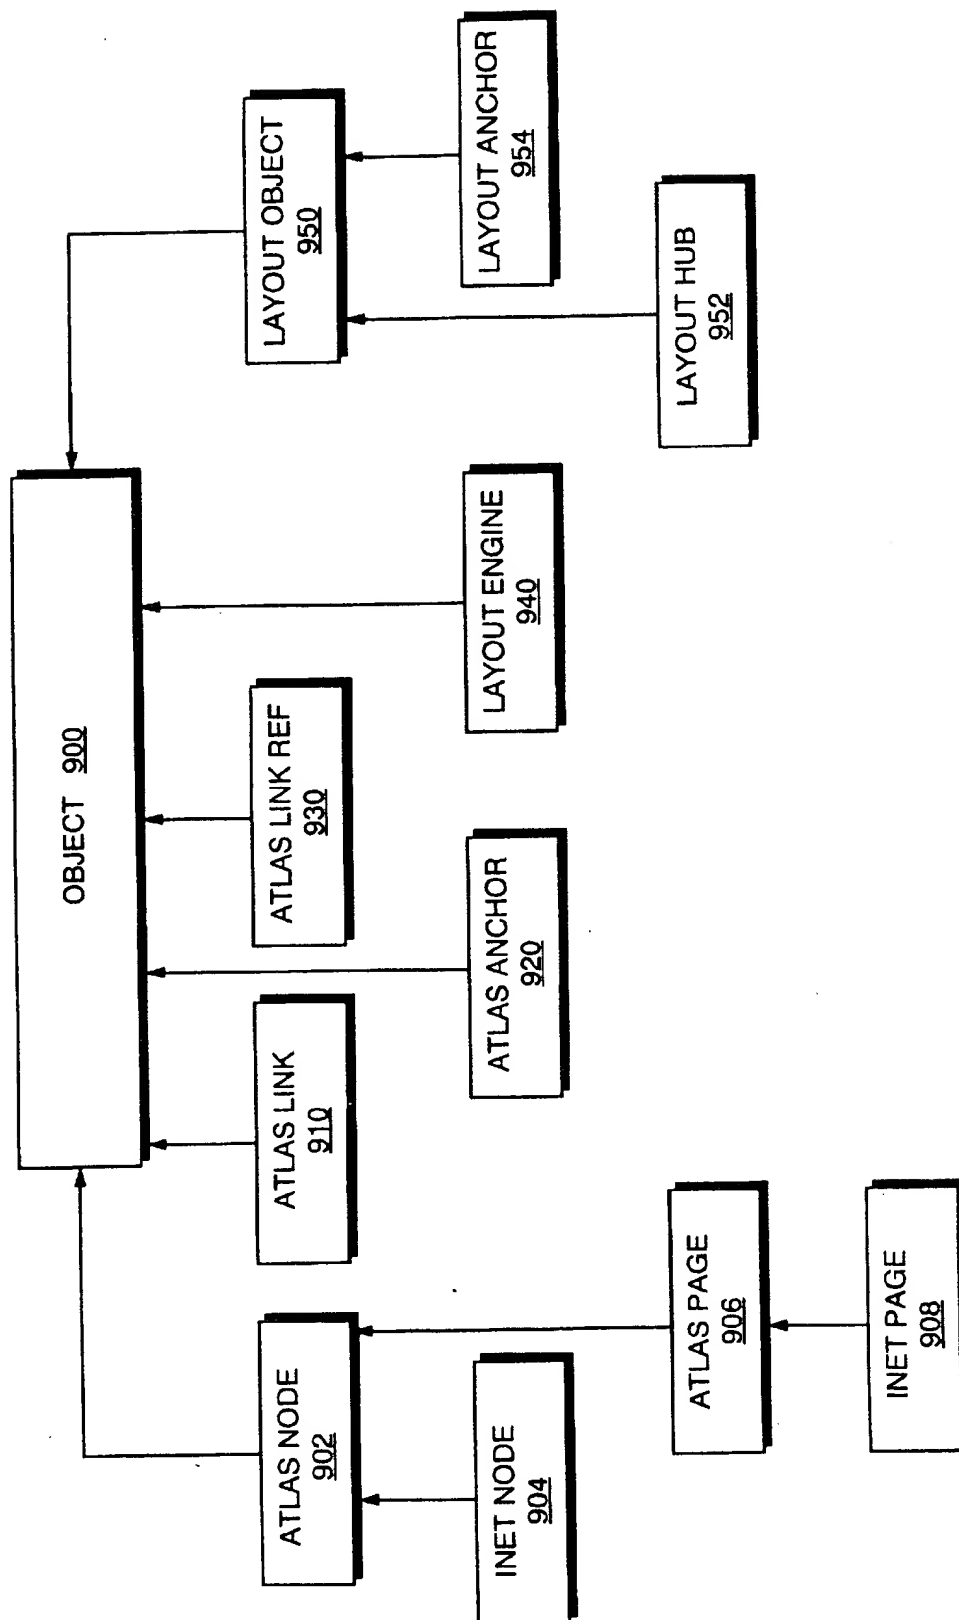 OBJECT 900
ATLAS NODE
902
INET NODE
904
ATLAS PAGE
906
INET PAGE
908
ATLAS LINK
910
ATLAS ANCHOR
920
ATLAS LINK REF
930
LAYOUT ENGINE
940
LAYOUT OBJECT
950
LAYOUT HUB
952
LAYOUT ANCHOR
954